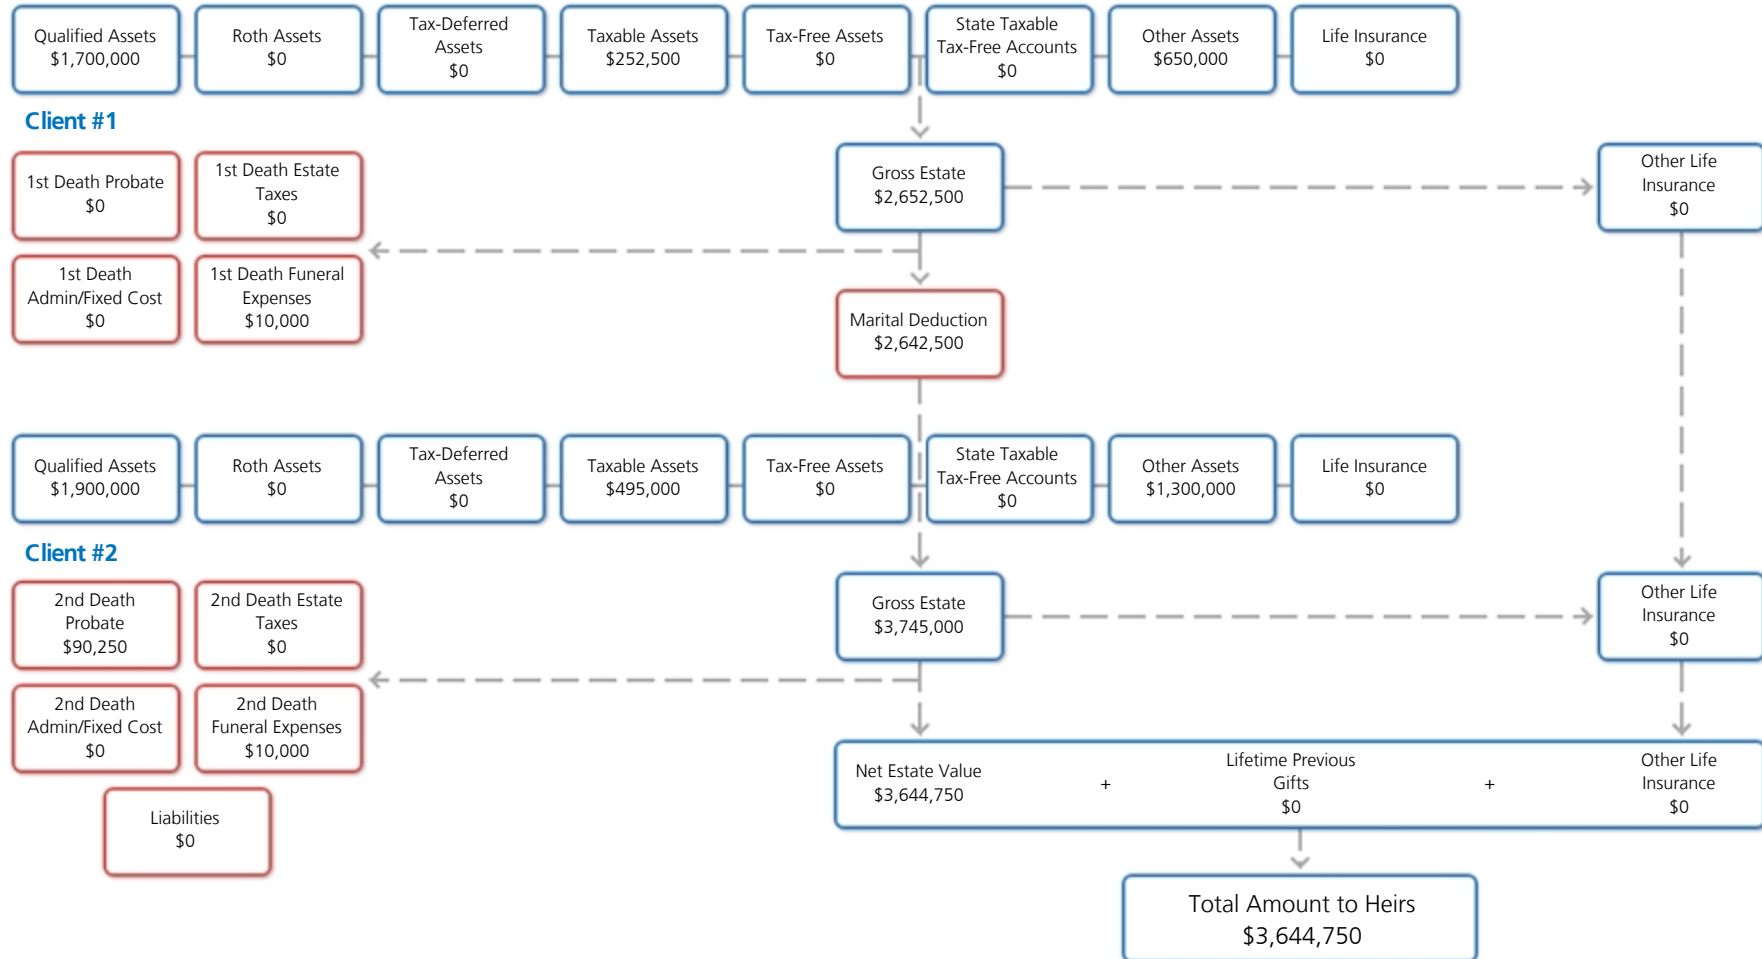 Qualified Assets
$1,700,000
Roth Assets
$0
Tax-Deferred
Assets
$0
Taxable Assets
$252,500
Tax-Free Assets
$0
State Taxable
Tax-Free Accounts
$0
Other Assets
$650,000
Life Insurance
$0
Client #1
1st Death Probate
$0
1st Death Estate
Taxes
$0
Gross Estate
$2,652,500
Other Life
Insurance
$0
1st Death
Admin/Fixed Cost
$0
1st Death Funeral
Expenses
$10,000
Marital Deduction
$2,642,500
Qualified Assets
$1,900,000
Roth Assets
$0
Tax-Deferred
Assets
$0
Taxable Assets
$495,000
Tax-Free Assets
$0
State Taxable
Tax-Free Accounts
$0
Other Assets
$1,300,000
Life Insurance
$0
Client #2
2nd Death
Probate
$90,250
2nd Death Estate
Taxes
$0
Gross Estate
$3,745,000
Other Life
Insurance
$0
2nd Death
Admin/Fixed Cost
$0
2nd Death
Funeral Expenses
$10,000
Liabilities
$0
Net Estate Value
$3,644,750
+
Lifetime Previous
Gifts
$0
+
Other Life
Insurance
$0
Total Amount to Heirs
$3,644,750